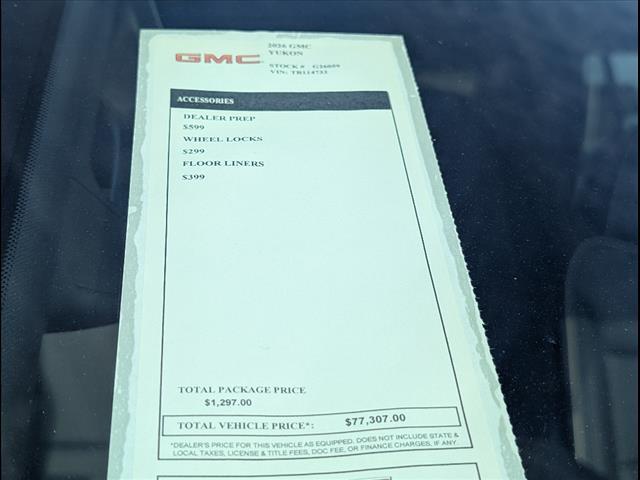 GMC
2026 GMC
YUKON
STOCK # G26059
VIN: TR114733
ACCESSORIES
DEALER PREP
$599
WHEEL LOCKS
$299
FLOOR LINERS
$399
TOTAL PACKAGE PRICE
$1,297.00
TOTAL VEHICLE PRICE*: $77,307.00
*DEALER'S PRICE FOR THIS VEHICLE AS EQUIPPED. DOES NOT INCLUDE STATE &
LOCAL TAXES, LICENSE & TITLE FEES, DOC FEE, OR FINANCE CHARGES, IF ANY.